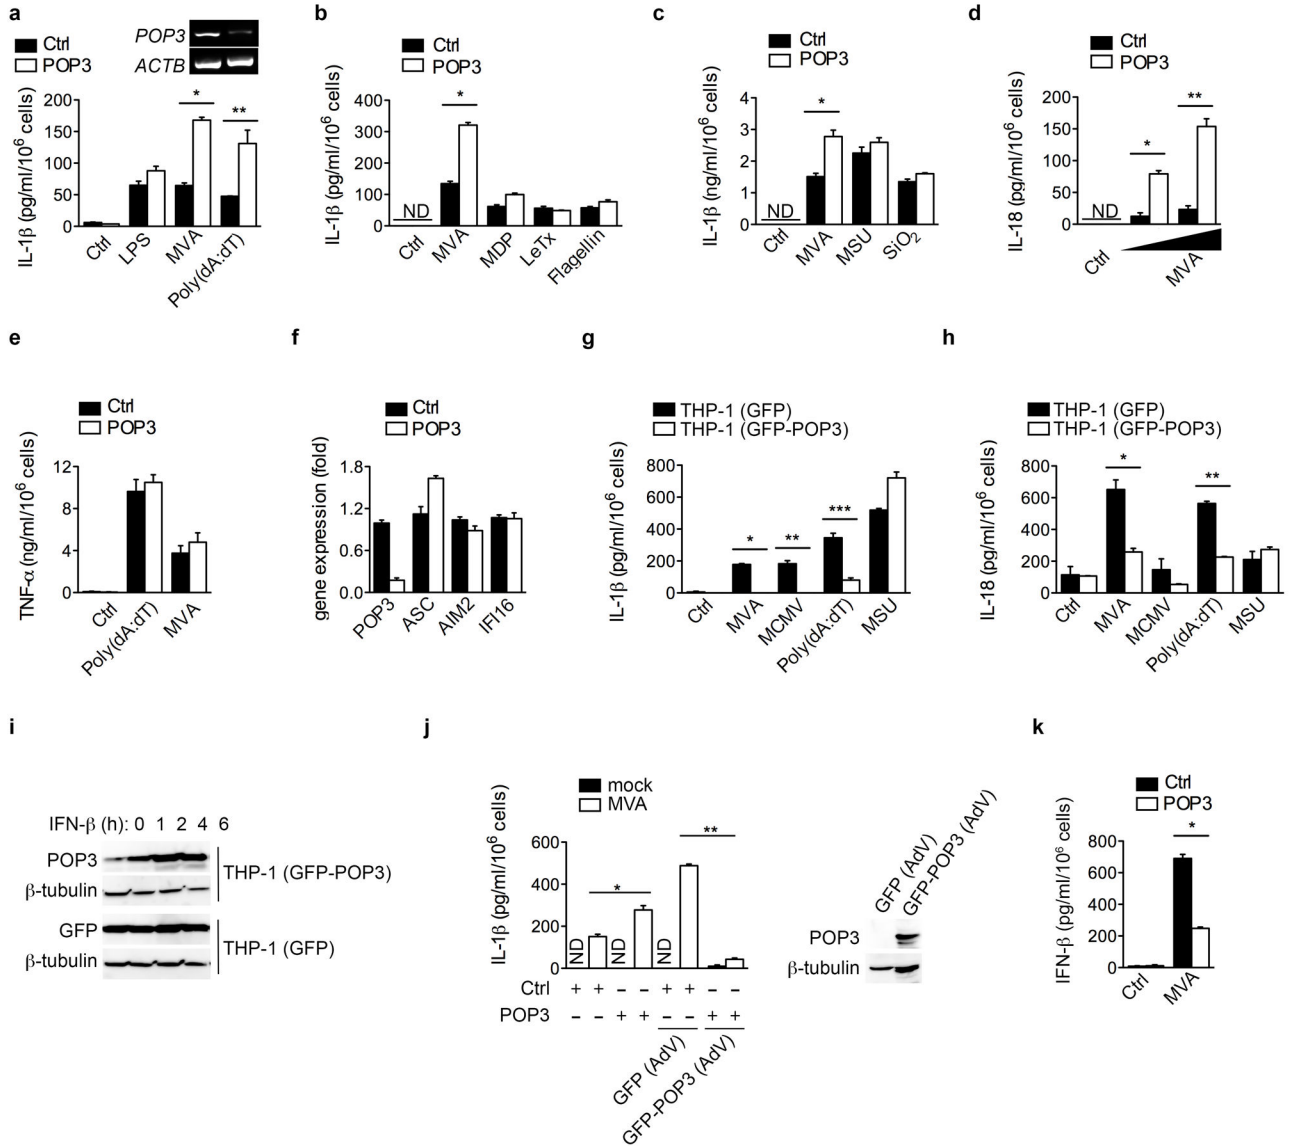 a
Ctrl
POP3
POP3
ACTB
IL-1β (pg/ml/10⁶ cells)
200
150
100
50
0
* **
Ctrl LPS MVA Poly(dA:dT)
b
Ctrl
POP3
IL-1β (pg/ml/10⁶ cells)
400
300
200
100
0
ND
*
Ctrl MVA MDP LeTx Flagellin
c
Ctrl
POP3
IL-1β (ng/ml/10⁶ cells)
4
3
2
1
0
ND
*
Ctrl MVA MSU SiO₂
d
Ctrl
POP3
IL-18 (pg/ml/10⁶ cells)
200
150
100
50
0
ND
* **
Ctrl MVA
e
Ctrl
POP3
TNF-α (ng/ml/10⁶ cells)
12
8
4
0
Ctrl Poly(dA:dT) MVA
f
Ctrl
POP3
gene expression (fold)
1.8
1.2
0.6
0.0
POP3 ASC AIM2 IFI16
g
THP-1 (GFP)
THP-1 (GFP-POP3)
IL-1β (pg/ml/10⁶ cells)
800
600
400
200
0
* ** ***
Ctrl MVA MCMV Poly(dA:dT) MSU
h
THP-1 (GFP)
THP-1 (GFP-POP3)
IL-18 (pg/ml/10⁶ cells)
800
600
400
200
0
* **
Ctrl MVA MCMV Poly(dA:dT) MSU
i
IFN-β (h): 0 1 2 4 6
POP3
β-tubulin
THP-1 (GFP-POP3)
GFP
β-tubulin
THP-1 (GFP)
j
mock
MVA
IL-1β (pg/ml/10⁶ cells)
600
400
200
0
ND ND ND
* **
Ctrl + + – – + + – –
POP3 – – + + – – + +
GFP (AdV)
GFP-POP3 (AdV)
GFP (AdV)
GFP-POP3 (AdV)
POP3
β-tubulin
k
Ctrl
POP3
IFN-β (pg/ml/10⁶ cells)
800
600
400
200
0
*
Ctrl MVA